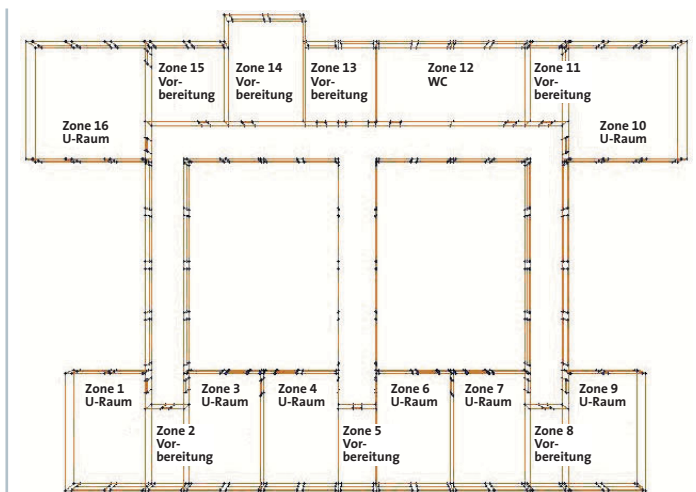 Zone 15
Vor-
bereitung
Zone 14
Vor-
bereitung
Zone 13
Vor-
bereitung
Zone 12
WC
Zone 11
Vor-
bereitung
Zone 16
U-Raum
Zone 10
U-Raum
Zone 1
U-Raum
Zone 3
U-Raum
Zone 4
U-Raum
Zone 6
U-Raum
Zone 7
U-Raum
Zone 9
U-Raum
Zone 2
Vor-
bereitung
Zone 5
Vor-
bereitung
Zone 8
Vor-
bereitung